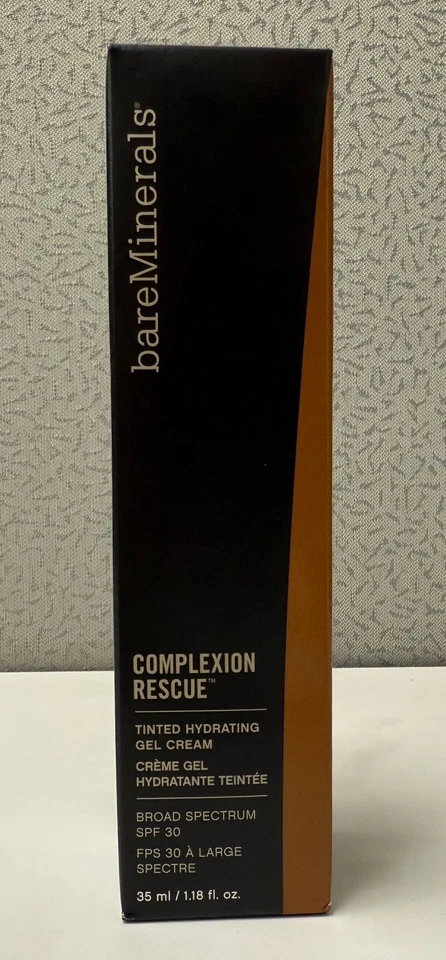 bareMinerals®
COMPLEXION
RESCUE™
TINTED HYDRATING
GEL CREAM
CRÈME GEL
HYDRATANTE TEINTÉE
BROAD SPECTRUM
SPF 30
FPS 30 À LARGE
SPECTRE
35 ml / 1.18 fl. oz.